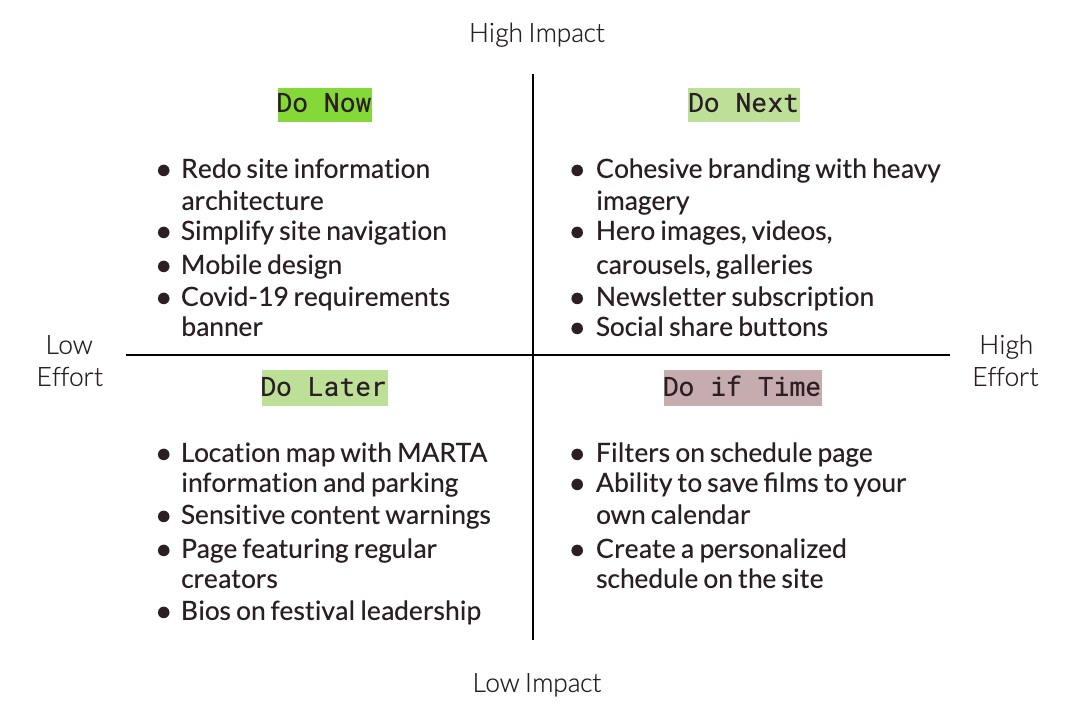 High Impact
Do Now
● Redo site information
architecture
● Simplify site navigation
● Mobile design
● Covid-19 requirements
banner
Do Next
● Cohesive branding with heavy
imagery
● Hero images, videos,
carousels, galleries
● Newsletter subscription
● Social share buttons
Low
Effort
High
Effort
Do Later
● Location map with MARTA
information and parking
● Sensitive content warnings
● Page featuring regular
creators
● Bios on festival leadership
Do if Time
● Filters on schedule page
● Ability to save films to your
own calendar
● Create a personalized
schedule on the site
Low Impact